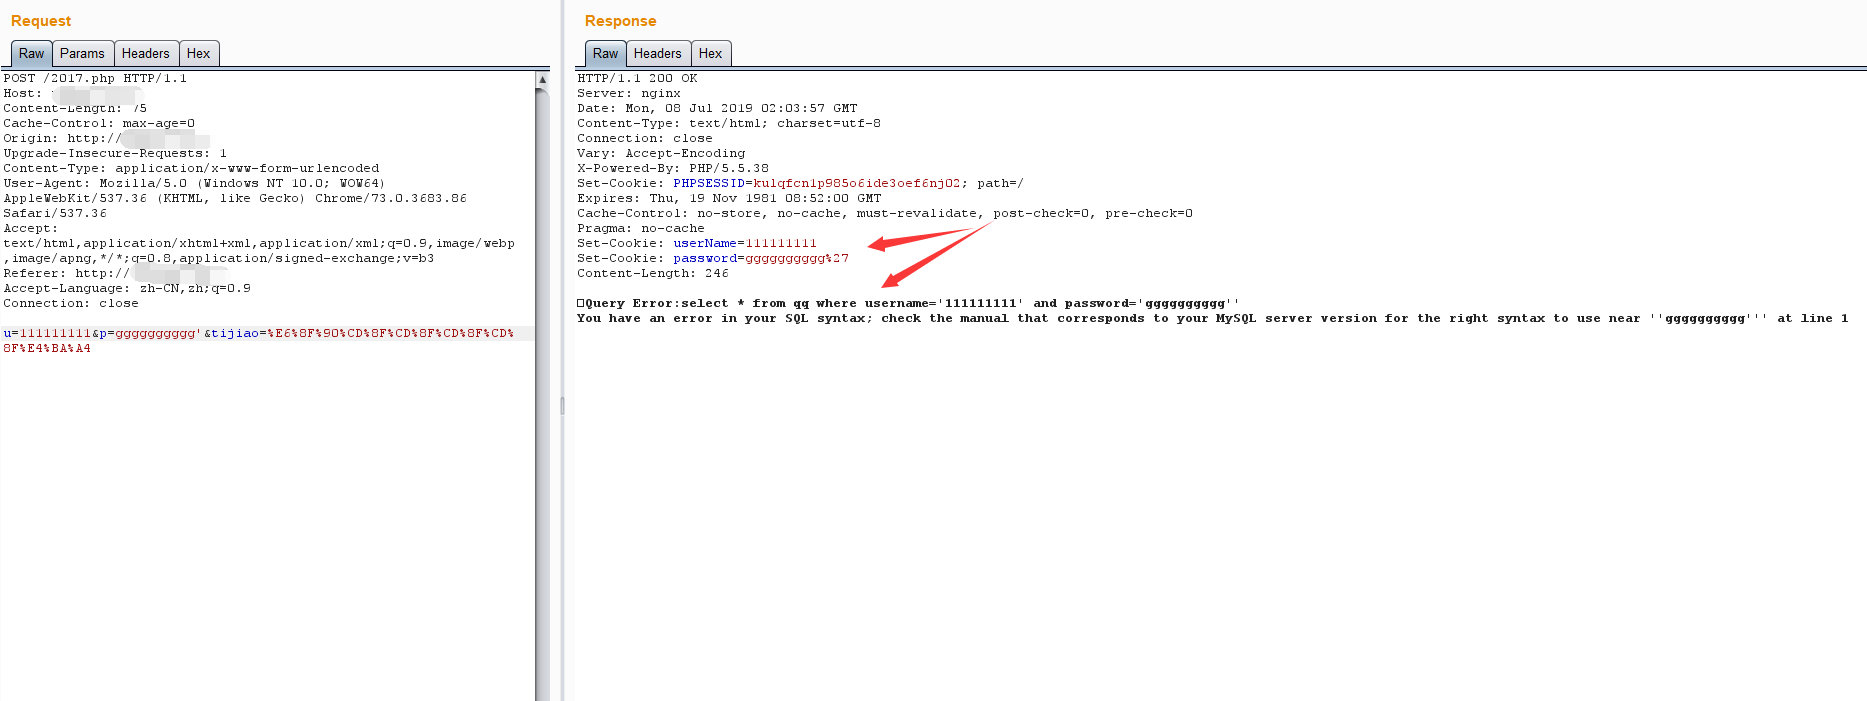 Request
Raw Params Headers Hex
POST /2017.php HTTP/1.1
Host:
Content-Length: 75
Cache-Control: max-age=0
Origin: http://
Upgrade-Insecure-Requests: 1
Content-Type: application/x-www-form-urlencoded
User-Agent: Mozilla/5.0 (Windows NT 10.0; WOW64)
AppleWebKit/537.36 (KHTML, like Gecko) Chrome/73.0.3683.86
Safari/537.36
Accept:
text/html,application/xhtml+xml,application/xml;q=0.9,image/webp
,image/apng,*/*;q=0.8,application/signed-exchange;v=b3
Referer: http://
Accept-Language: zh-CN,zh;q=0.9
Connection: close
u=111111111&p=gggggggggg'&tijiao=%E6%8F%90%CD%8F%CD%8F%CD%8F%CD%
8F%E4%BA%A4
Response
Raw Headers Hex
HTTP/1.1 200 OK
Server: nginx
Date: Mon, 08 Jul 2019 02:03:57 GMT
Content-Type: text/html; charset=utf-8
Connection: close
Vary: Accept-Encoding
X-Powered-By: PHP/5.5.38
Set-Cookie: PHPSESSID=kulqfcn1p985o6ide3oef6nj02; path=/
Expires: Thu, 19 Nov 1981 08:52:00 GMT
Cache-Control: no-store, no-cache, must-revalidate, post-check=0, pre-check=0
Pragma: no-cache
Set-Cookie: userName=111111111
Set-Cookie: password=gggggggggg%27
Content-Length: 246
Query Error:select * from qq where username='111111111' and password='gggggggggg''
You have an error in your SQL syntax; check the manual that corresponds to your MySQL server version for the right syntax to use near ''gggggggggg''' at line 1